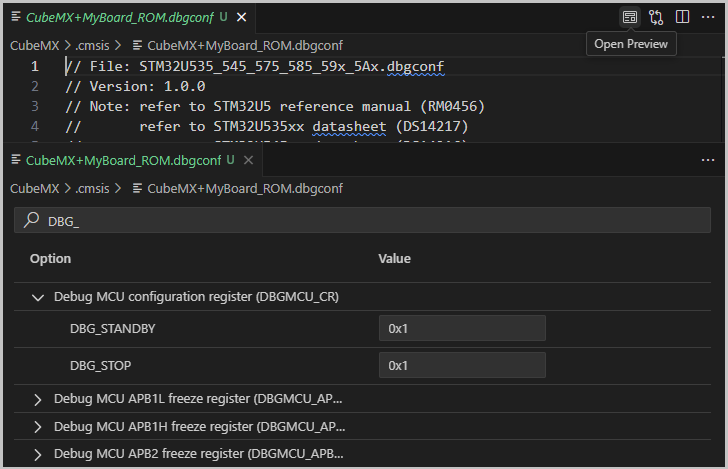 CubeMX+MyBoard_ROM.dbgconf U
CubeMX > .cmsis > CubeMX+MyBoard_ROM.dbgconf
Open Preview
1 // File: STM32U535_545_575_585_59x_5Ax.dbgconf
2 // Version: 1.0.0
3 // Note: refer to STM32U5 reference manual (RM0456)
4 // refer to STM32U535xx datasheet (DS14217)
CubeMX+MyBoard_ROM.dbgconf U
CubeMX > .cmsis > CubeMX+MyBoard_ROM.dbgconf
DBG_
Option Value
Debug MCU configuration register (DBGMCU_CR)
DBG_STANDBY 0x1
DBG_STOP 0x1
Debug MCU APB1L freeze register (DBGMCU_AP...
Debug MCU APB1H freeze register (DBGMCU_AP...
Debug MCU APB2 freeze register (DBGMCU_APB...